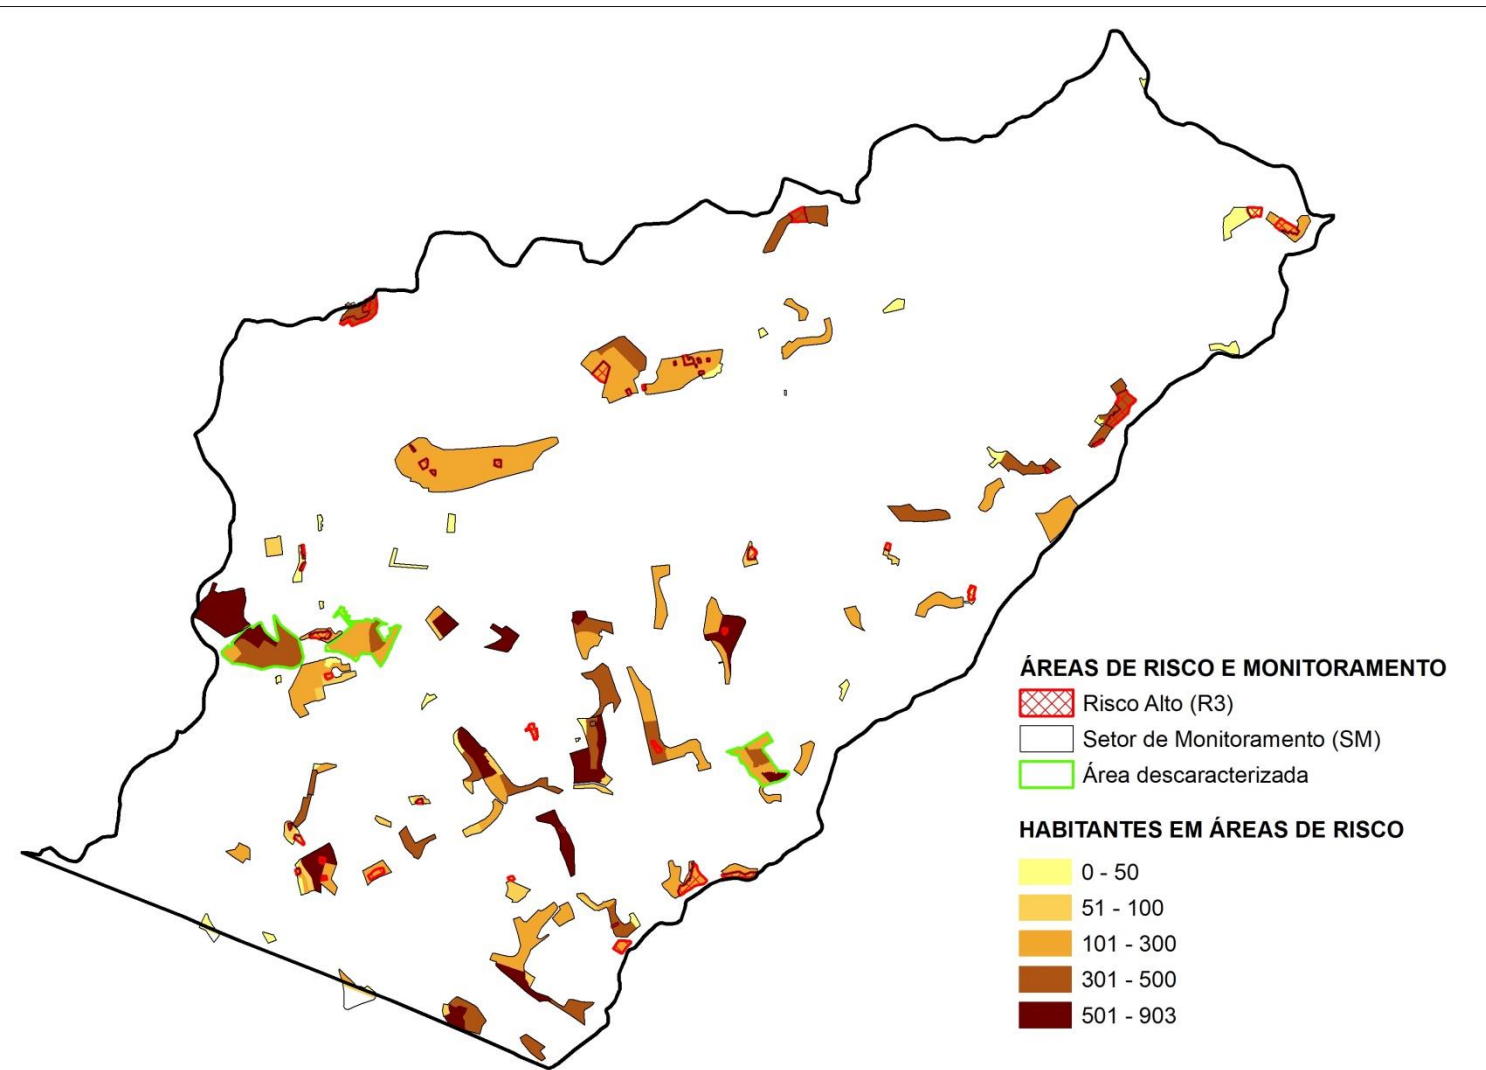 ÁREAS DE RISCO E MONITORAMENTO
Risco Alto (R3)
Setor de Monitoramento (SM)
Área descaracterizada
HABITANTES EM ÁREAS DE RISCO
0 - 50
51 - 100
101 - 300
301 - 500
501 - 903